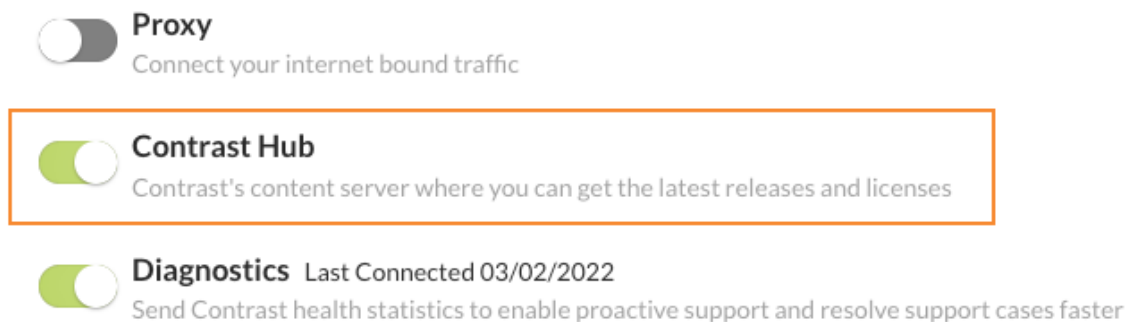 Proxy
Connect your internet bound traffic
Contrast Hub
Contrast's content server where you can get the latest releases and licenses
Diagnostics Last Connected 03/02/2022
Send Contrast health statistics to enable proactive support and resolve support cases faster